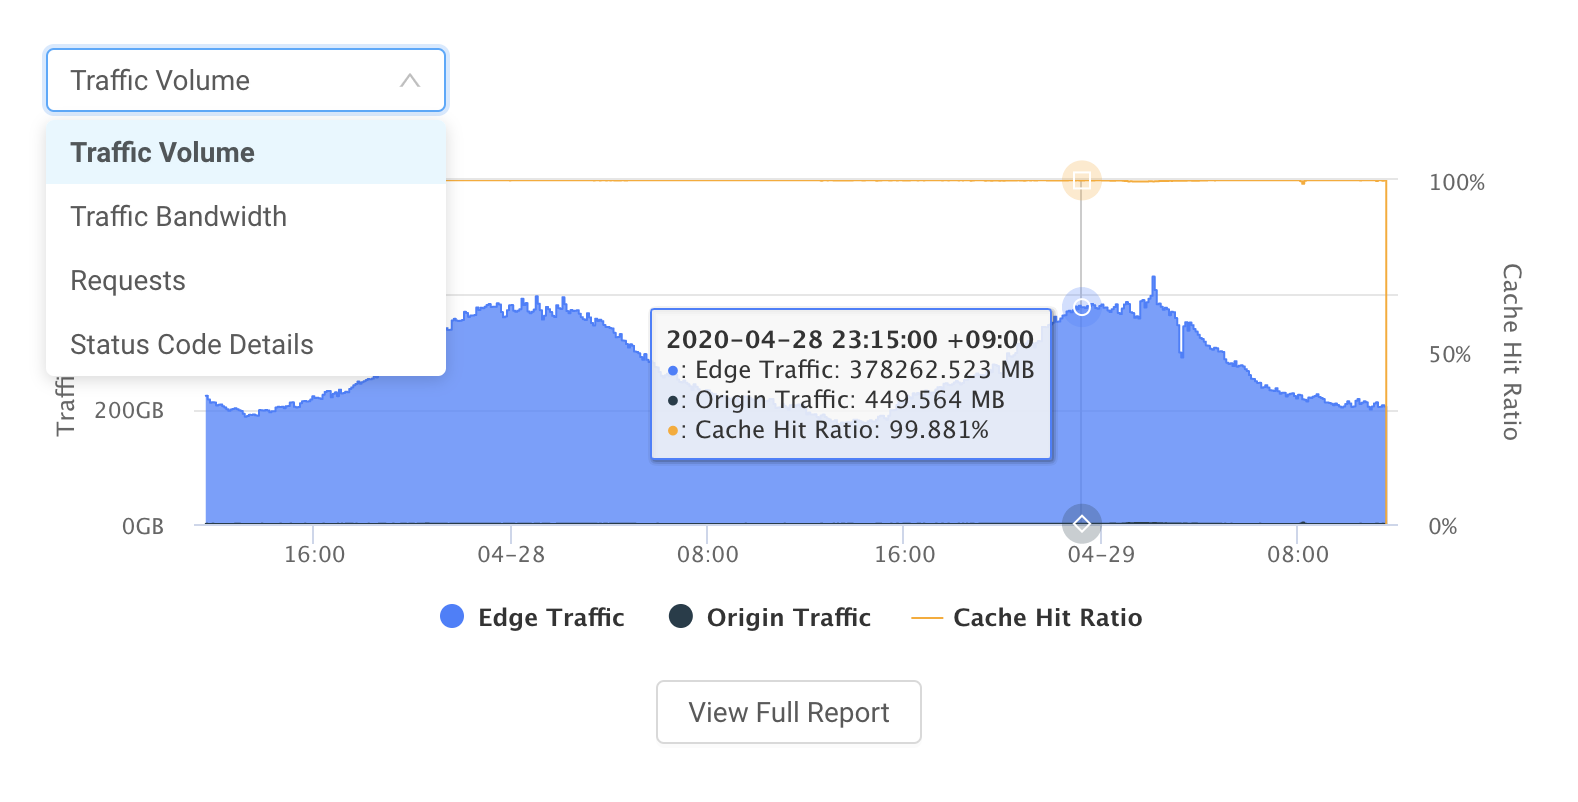 Traffic Volume
Traffic Volume
Traffic Bandwidth
Requests
Status Code Details
100%
50%
0%
Cache Hit Ratio
200GB
0GB
2020-04-28 23:15:00 +09:00
●: Edge Traffic: 378262.523 MB
●: Origin Traffic: 449.564 MB
●: Cache Hit Ratio: 99.881%
16:00
04-28
08:00
16:00
04-29
08:00
Edge Traffic
Origin Traffic
Cache Hit Ratio
View Full Report